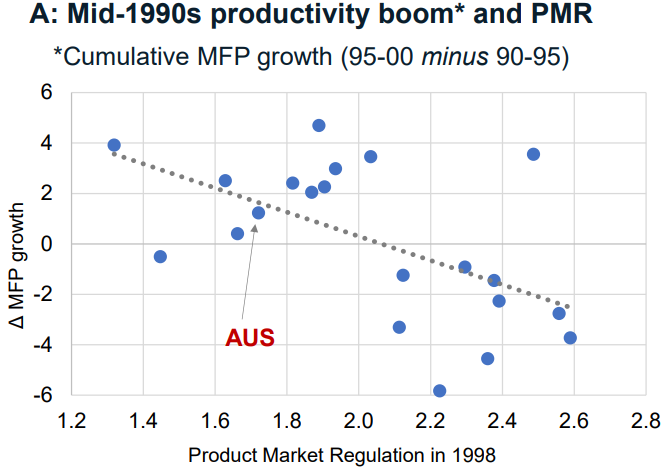 A: Mid-1990s productivity boom* and PMR
*Cumulative MFP growth (95-00 minus 90-95)
6
4
2
0
-2
-4
-6
Δ MFP growth
AUS
1.2 1.4 1.6 1.8 2.0 2.2 2.4 2.6 2.8
Product Market Regulation in 1998